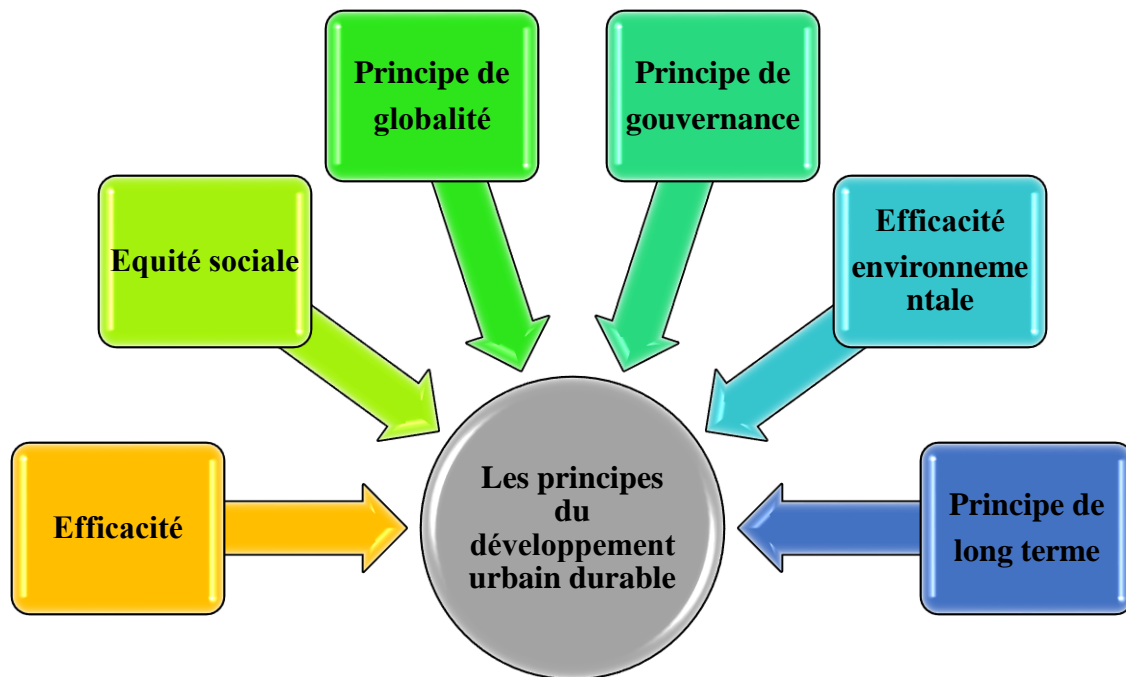 Principe de
globalité
Principe de
gouvernance
Equité sociale
Efficacité
environneme
ntale
Efficacité
Les principes
du
développement
urbain durable
Principe de
long terme